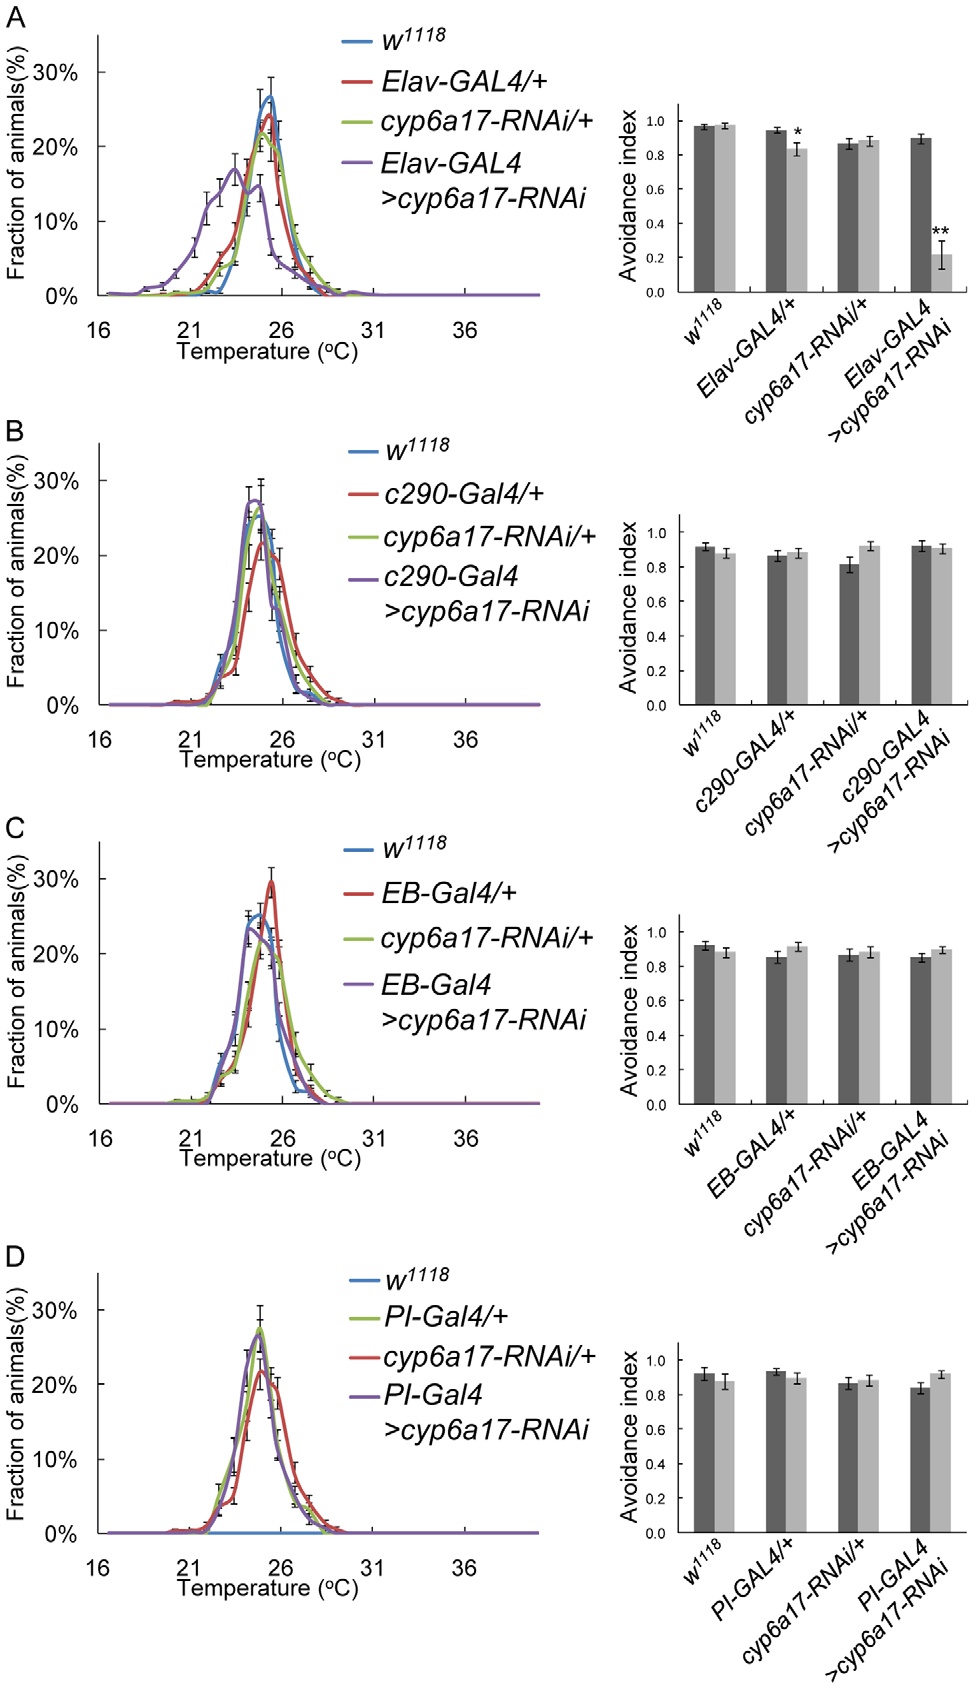 A
Fraction of animals(%)
30%
20%
10%
0%
16 21 26 31 36
Temperature (ºC)
w1118
Elav-GAL4/+
cyp6a17-RNAi/+
Elav-GAL4
>cyp6a17-RNAi
Avoidance index
1.0
0.8
0.6
0.4
0.2
0.0
*
**
w1118
Elav-GAL4/+
cyp6a17-RNAi/+
Elav-GAL4
>cyp6a17-RNAi
B
Fraction of animals(%)
30%
20%
10%
0%
16 21 26 31 36
Temperature (ºC)
w1118
c290-Gal4/+
cyp6a17-RNAi/+
c290-Gal4
>cyp6a17-RNAi
Avoidance index
1.0
0.8
0.6
0.4
0.2
0.0
w1118
c290-GAL4/+
cyp6a17-RNAi/+
c290-GAL4
>cyp6a17-RNAi
C
Fraction of animals(%)
30%
20%
10%
0%
16 21 26 31 36
Temperature (ºC)
w1118
EB-Gal4/+
cyp6a17-RNAi/+
EB-Gal4
>cyp6a17-RNAi
Avoidance index
1.0
0.8
0.6
0.4
0.2
0.0
w1118
EB-GAL4/+
cyp6a17-RNAi/+
EB-GAL4
>cyp6a17-RNAi
D
Fraction of animals(%)
30%
20%
10%
0%
16 21 26 31 36
Temperature (ºC)
w1118
PI-Gal4/+
cyp6a17-RNAi/+
PI-Gal4
>cyp6a17-RNAi
Avoidance index
1.0
0.8
0.6
0.4
0.2
0.0
w1118
PI-GAL4/+
cyp6a17-RNAi/+
PI-GAL4
>cyp6a17-RNAi